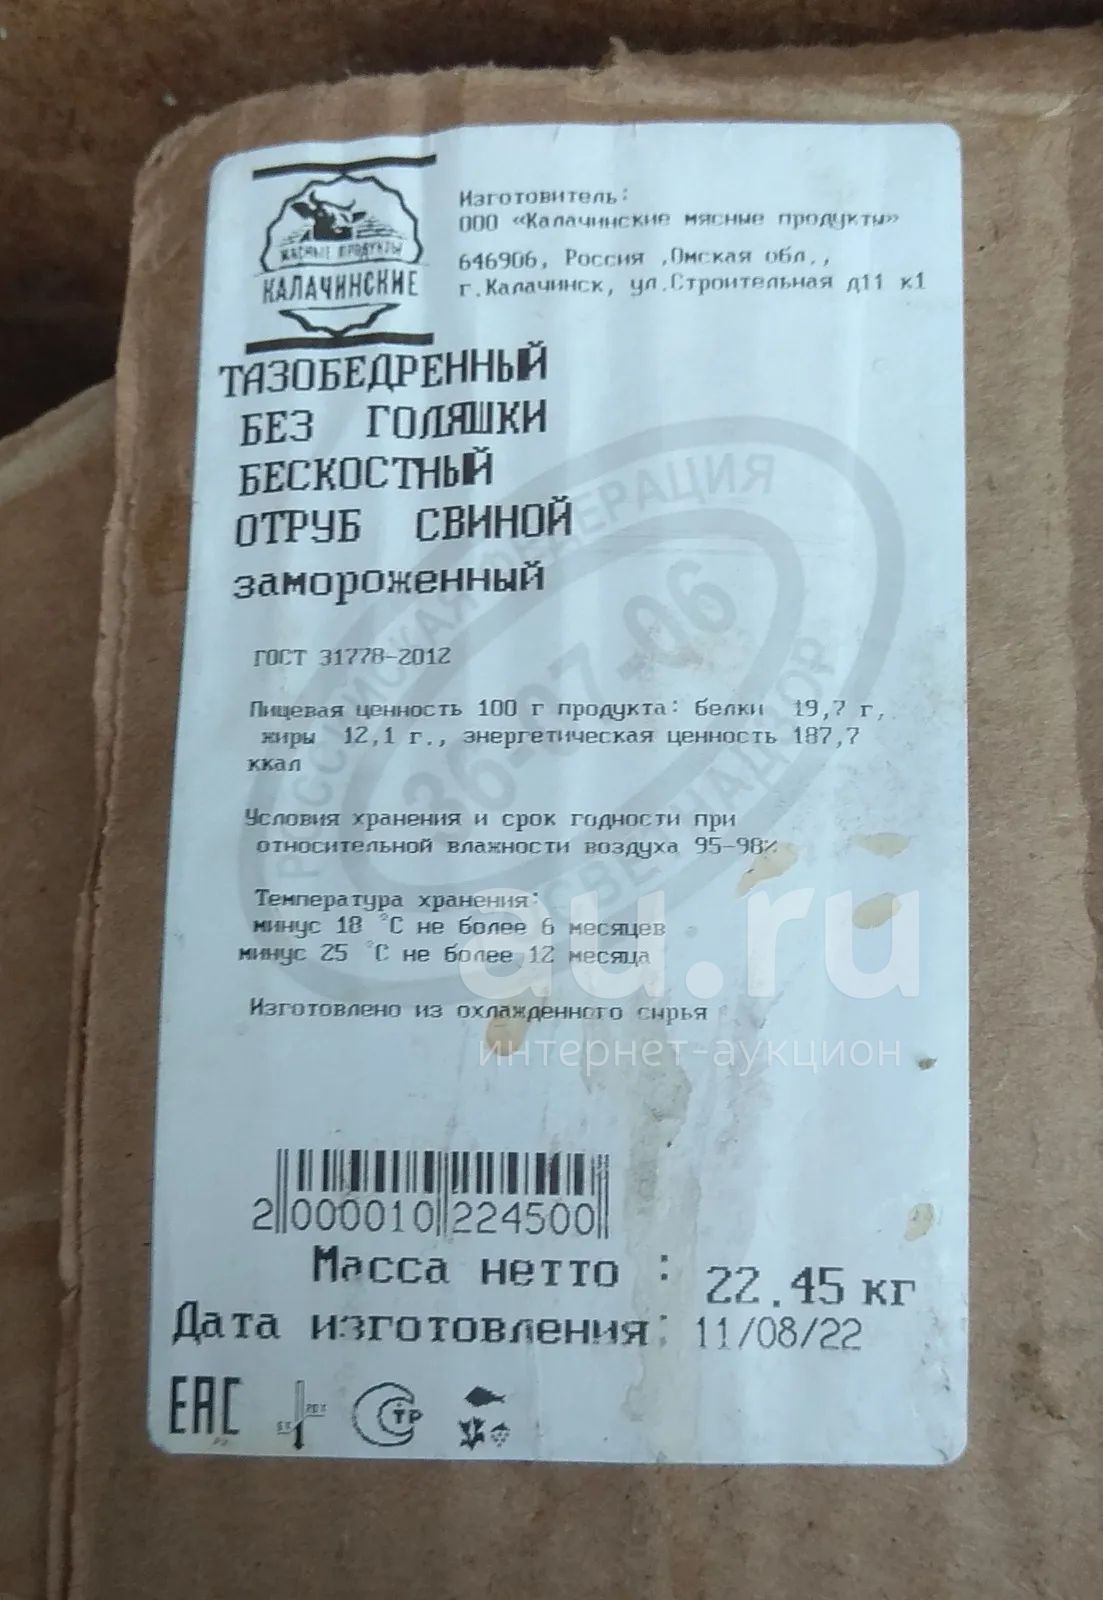 Изготовитель:
ООО «Калачинские мясные продукты»
646906, Россия ,Омская обл.,
г.Калачинск, ул.Строительная д11 к1
МЯСНЫЕ ПРОДУКТЫ
КАЛАЧИНСКИЕ
ТАЗОБЕДРЕННЫЙ
БЕЗ ГОЛЯШКИ
БЕСКОСТНЫЙ
ОТРУБ СВИНОЙ
замороженный
РОССИЙСКАЯ ФЕДЕРАЦИЯ
36-07-06
ГОСТ 31778-2012
Пищевая ценность 100 г продукта: белки 19,7 г,
жиры 12,1 г., энергетическая ценность 187,7
ккал
Условия хранения и срок годности при
относительной влажности воздуха 95-98%
Температура хранения:
минус 18 °С не более 6 месяцев
минус 25 °С не более 12 месяца
Изготовлено из охлажденного сырья
au.ru
интернет-аукцион
2 000010 224500
Масса нетто : 22.45 кг
Дата изготовления: 11/08/22
ЕАС
СТР